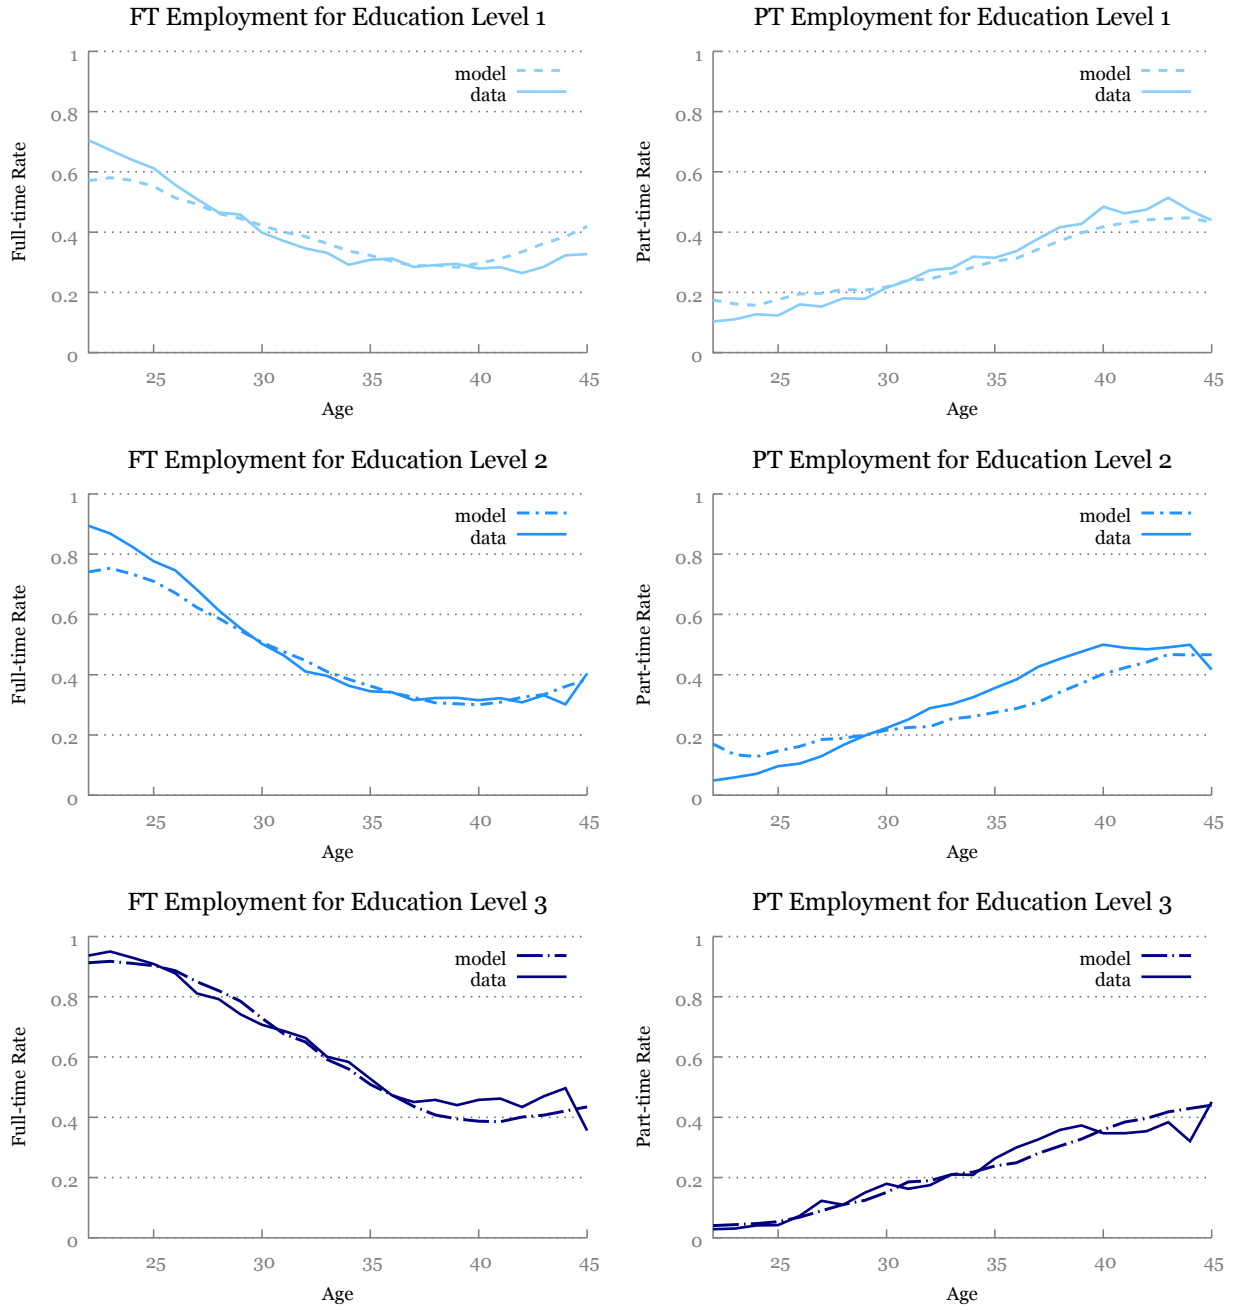 FT Employment for Education Level 1
1
0.8
0.6
0.4
0.2
0
Full-time Rate
model
data
25 30 35 40 45
Age
PT Employment for Education Level 1
1
0.8
0.6
0.4
0.2
0
Part-time Rate
model
data
25 30 35 40 45
Age
FT Employment for Education Level 2
1
0.8
0.6
0.4
0.2
0
Full-time Rate
model
data
25 30 35 40 45
Age
PT Employment for Education Level 2
1
0.8
0.6
0.4
0.2
0
Part-time Rate
model
data
25 30 35 40 45
Age
FT Employment for Education Level 3
1
0.8
0.6
0.4
0.2
0
Full-time Rate
model
data
25 30 35 40 45
Age
PT Employment for Education Level 3
1
0.8
0.6
0.4
0.2
0
Part-time Rate
model
data
25 30 35 40 45
Age